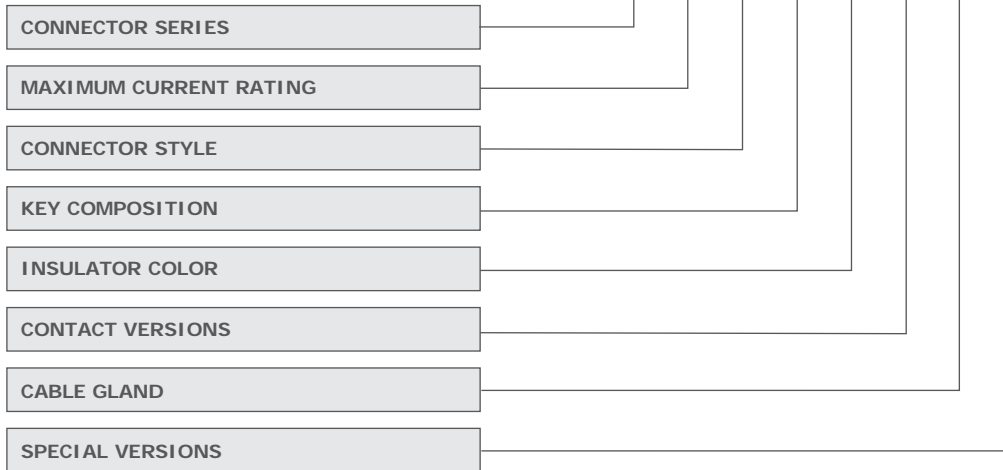 CONNECTOR SERIES
MAXIMUM CURRENT RATING
CONNECTOR STYLE
KEY COMPOSITION
INSULATOR COLOR
CONTACT VERSIONS
CABLE GLAND
SPECIAL VERSIONS